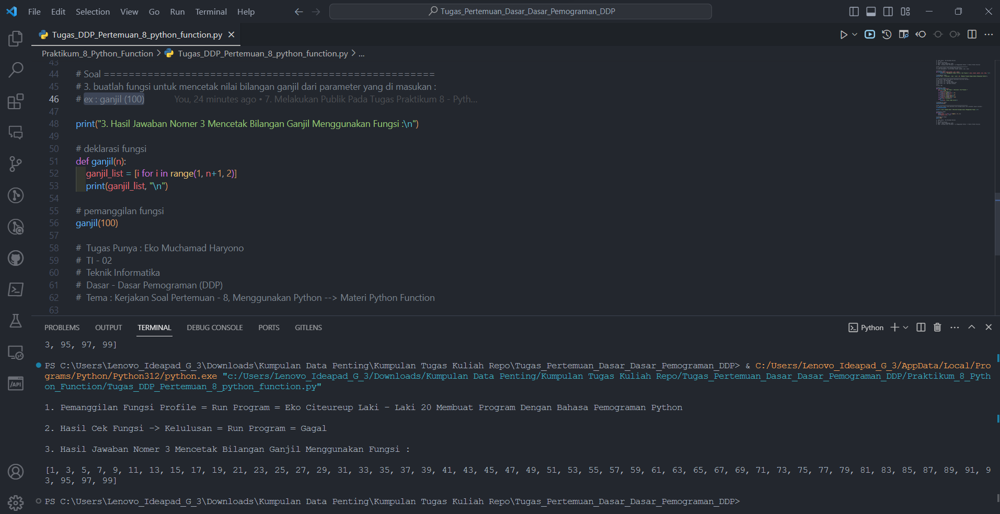 File Edit Selection View Go Run Terminal Help
Tugas_Pertemuan_Dasar_Dasar_Pemograman_DDP
Tugas_DDP_Pertemuan_8_python_function.py
Praktikum_8_Python_Function > Tugas_DDP_Pertemuan_8_python_function.py > ...
43
44 # Soal =====================================================
45 # 3. buatlah fungsi untuk mencetak nilai bilangan ganjil dari parameter yang di masukan :
46 # ex : ganjil (100) You, 24 minutes ago • 7. Melakukan Publik Pada Tugas Praktikum 8 - Pyth...
47
48 print("3. Hasil Jawaban Nomer 3 Mencetak Bilangan Ganjil Menggunakan Fungsi :\n")
49
50 # deklarasi fungsi
51 def ganjil(n):
52 ganjil_list = [i for i in range(1, n+1, 2)]
53 print(ganjil_list, "\n")
54
55 # pemanggilan fungsi
56 ganjil(100)
57
58 # Tugas Punya : Eko Muchamad Haryono
59 # TI - 02
60 # Teknik Informatika
61 # Dasar - Dasar Pemograman (DDP)
62 # Tema : Kerjakan Soal Pertemuan - 8, Menggunakan Python --> Materi Python Function
63
PROBLEMS OUTPUT TERMINAL DEBUG CONSOLE PORTS GITLENS Python
3, 95, 97, 99]
PS C:\Users\Lenovo_Ideapad_G_3\Downloads\Kumpulan Data Penting\Kumpulan Tugas Kuliah Repo\Tugas_Pertemuan_Dasar_Dasar_Pemograman_DDP> & C:/Users/Lenovo_Ideapad_G_3/AppData/Local/Pro
grams/Python/Python312/python.exe "c:/Users/Lenovo_Ideapad_G_3/Downloads/Kumpulan Data Penting/Kumpulan Tugas Kuliah Repo/Tugas_Pertemuan_Dasar_Dasar_Pemograman_DDP/Praktikum_8_Pyth
on_Function/Tugas_DDP_Pertemuan_8_python_function.py"
1. Pemanggilan Fungsi Profile = Run Program = Eko Citeureup Laki - Laki 20 Membuat Program Dengan Bahasa Pemograman Python
2. Hasil Cek Fungsi -> Kelulusan = Run Program = Gagal
3. Hasil Jawaban Nomer 3 Mencetak Bilangan Ganjil Menggunakan Fungsi :
[1, 3, 5, 7, 9, 11, 13, 15, 17, 19, 21, 23, 25, 27, 29, 31, 33, 35, 37, 39, 41, 43, 45, 47, 49, 51, 53, 55, 57, 59, 61, 63, 65, 67, 69, 71, 73, 75, 77, 79, 81, 83, 85, 87, 89, 91, 9
3, 95, 97, 99]
PS C:\Users\Lenovo_Ideapad_G_3\Downloads\Kumpulan Data Penting\Kumpulan Tugas Kuliah Repo\Tugas_Pertemuan_Dasar_Dasar_Pemograman_DDP>